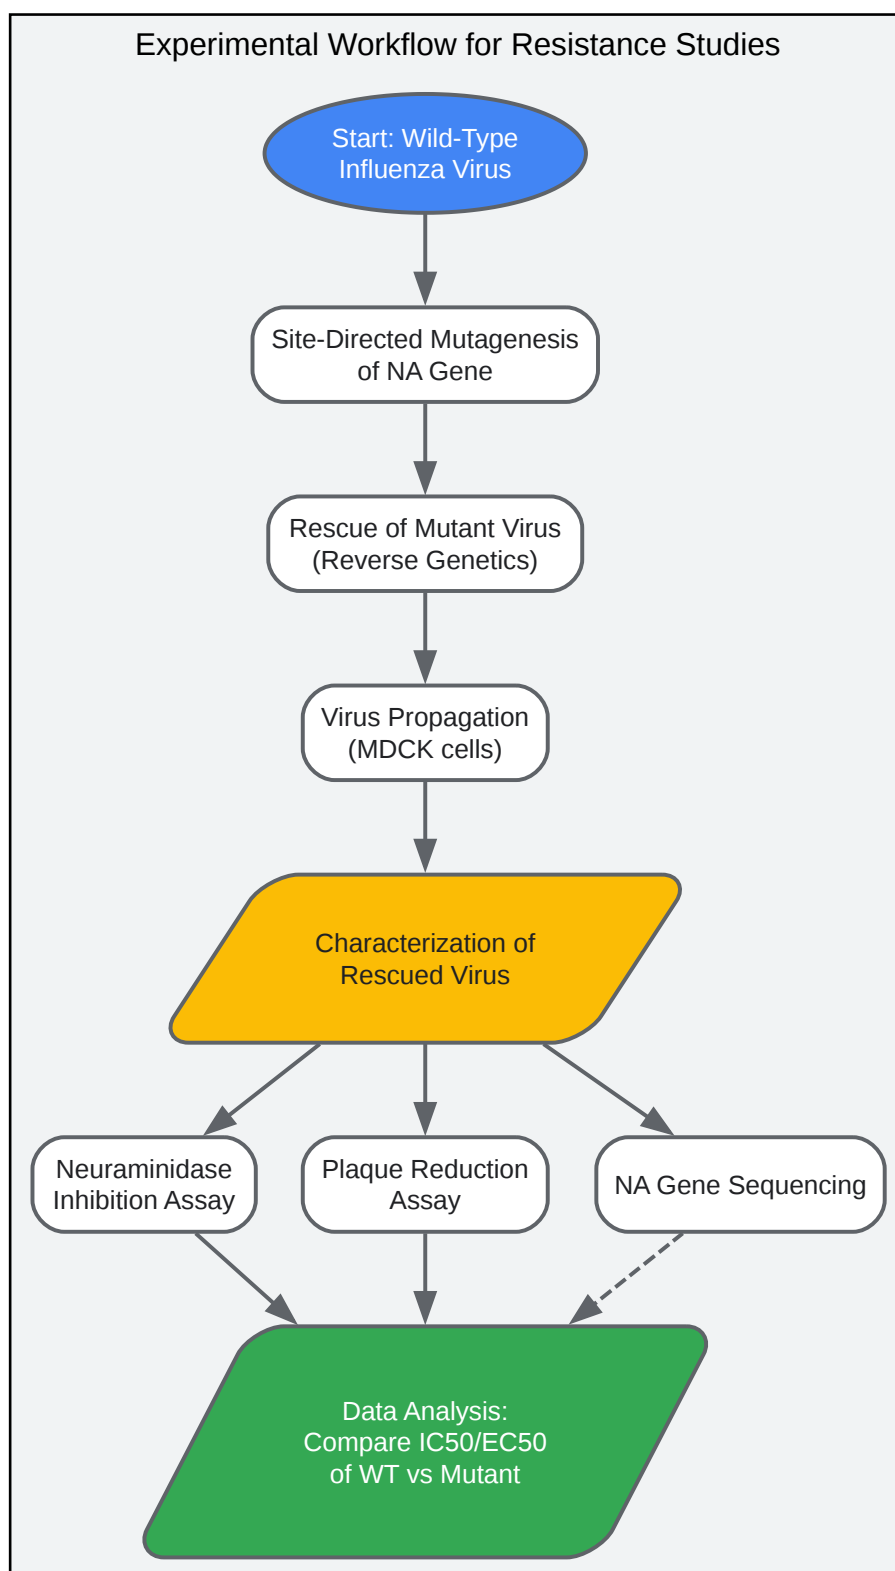 Experimental Workflow for Resistance Studies
Start: Wild-Type
Influenza Virus
Site-Directed Mutagenesis
of NA Gene
Rescue of Mutant Virus
(Reverse Genetics)
Virus Propagation
(MDCK cells)
Characterization of
Rescued Virus
Neuraminidase
Inhibition Assay
Plaque Reduction
Assay
NA Gene Sequencing
Data Analysis:
Compare IC50/EC50
of WT vs Mutant